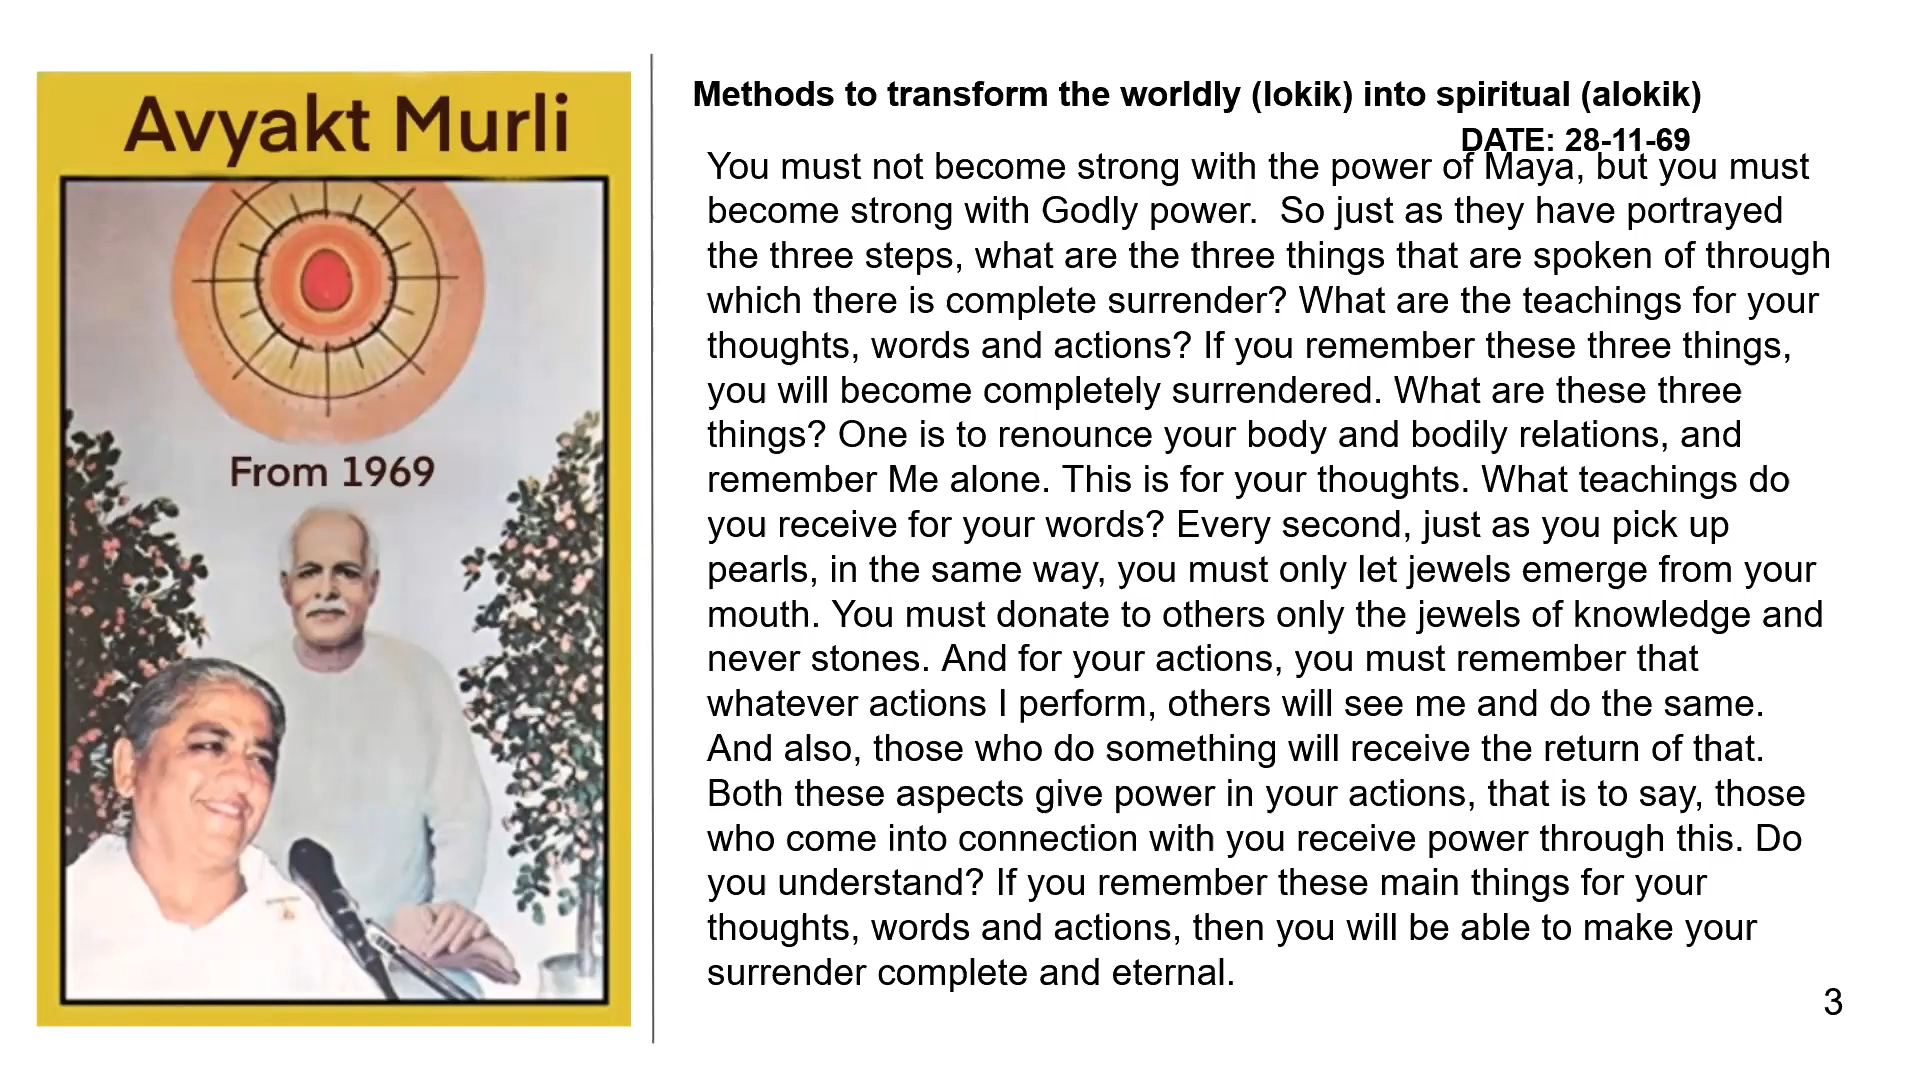 Avyakt Murli
From 1969
Methods to transform the worldly (lokik) into spiritual (alokik)
DATE: 28-11-69
You must not become strong with the power of Maya, but you must
become strong with Godly power.  So just as they have portrayed
the three steps, what are the three things that are spoken of through
which there is complete surrender? What are the teachings for your
thoughts, words and actions? If you remember these three things,
you will become completely surrendered. What are these three
things? One is to renounce your body and bodily relations, and
remember Me alone. This is for your thoughts. What teachings do
you receive for your words? Every second, just as you pick up
pearls, in the same way, you must only let jewels emerge from your
mouth. You must donate to others only the jewels of knowledge and
never stones. And for your actions, you must remember that
whatever actions I perform, others will see me and do the same.
And also, those who do something will receive the return of that.
Both these aspects give power in your actions, that is to say, those
who come into connection with you receive power through this. Do
you understand? If you remember these main things for your
thoughts, words and actions, then you will be able to make your
surrender complete and eternal.
3